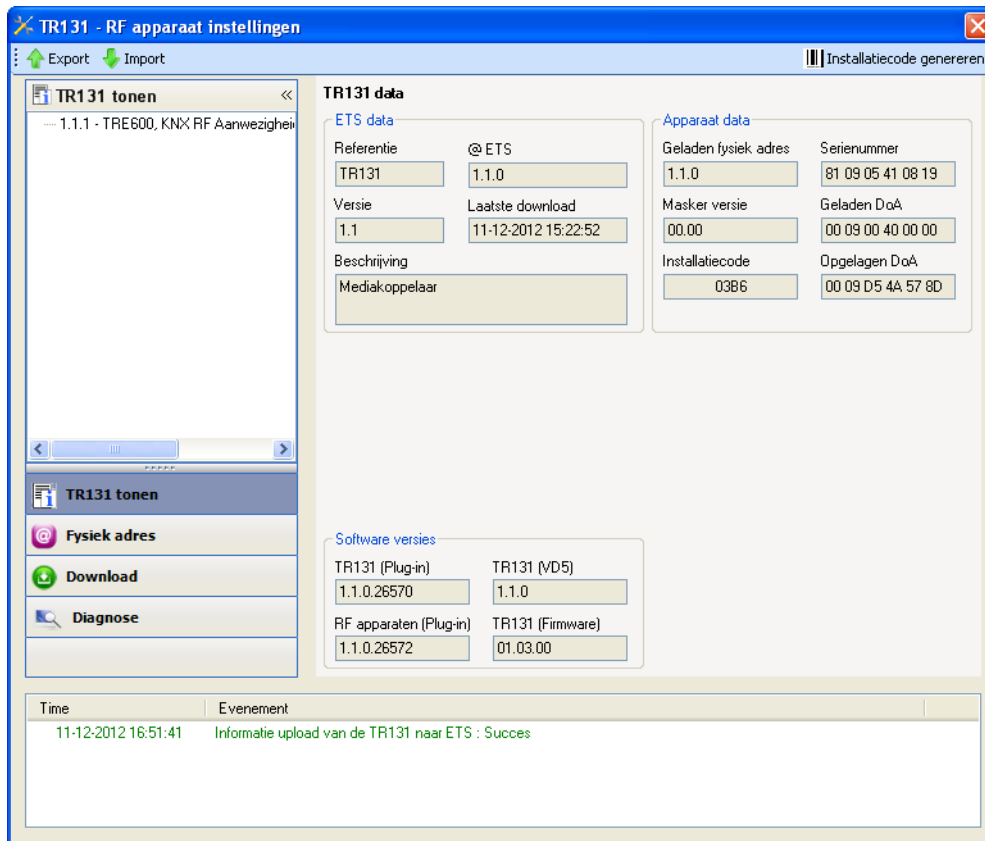 TR131 - RF apparaat instellingen
Export Import Installatiecode genereren
TR131 tonen «
1.1.1 - TRE600, KNX RF Aanwezighei
TR131 tonen
Fysiek adres
Download
Diagnose
TR131 data
ETS data
Referentie @ ETS
TR131 1.1.0
Versie Laatste download
1.1 11-12-2012 15:22:52
Beschrijving
Mediakoppelaar
Apparaat data
Geladen fysiek adres Serienummer
1.1.0 81 09 05 41 08 19
Masker versie Geladen DoA
00.00 00 09 00 40 00 00
Installatiecode Opgelagen DoA
03B6 00 09 D5 4A 57 8D
Software versies
TR131 (Plug-in) TR131 (VD5)
1.1.0.26570 1.1.0
RF apparaten (Plug-in) TR131 (Firmware)
1.1.0.26572 01.03.00
Time Evenement
11-12-2012 16:51:41 Informatie upload van de TR131 naar ETS : Succes